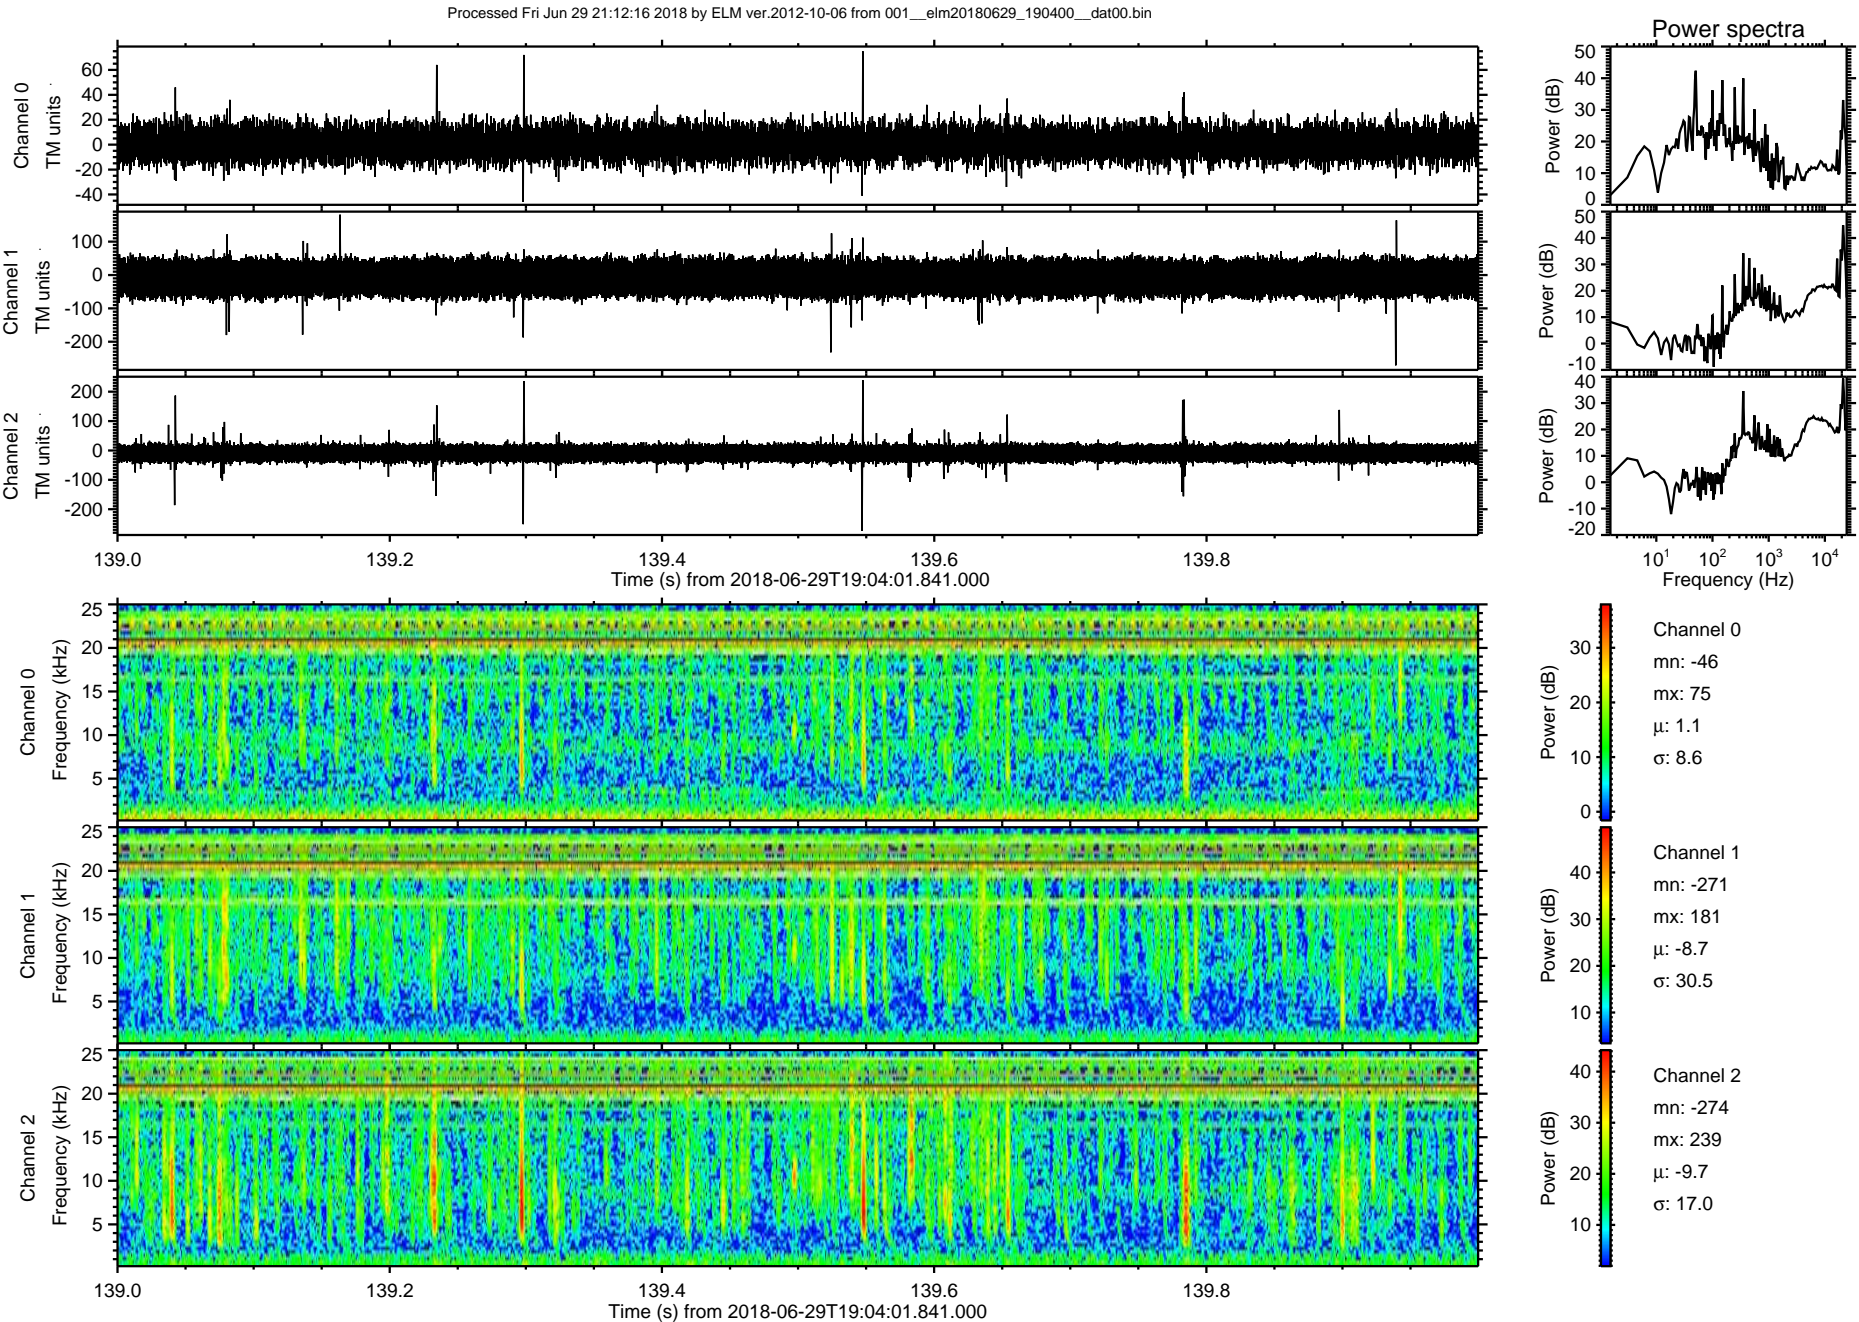 Processed Fri Jun 29 21:12:16 2018 by ELM ver.2012-10-06 from 001__elm20180629_190400__dat00.bin
Power spectra
Channel 0
TM units
60
40
20
0
-20
-40
Power (dB)
50
40
30
20
10
0
Channel 1
TM units
100
0
-100
-200
Power (dB)
50
40
30
20
10
0
-10
Channel 2
TM units
200
100
0
-100
-200
Power (dB)
40
30
20
10
0
-10
-20
139.0 139.2 139.4 139.6 139.8
Time (s) from 2018-06-29T19:04:01.841.000
10^1 10^2 10^3 10^4
Frequency (Hz)
Channel 0
Frequency (kHz)
25
20
15
10
5
Power (dB)
30
20
10
0
Channel 0
mn: -46
mx: 75
μ: 1.1
σ: 8.6
Channel 1
Frequency (kHz)
25
20
15
10
5
Power (dB)
40
30
20
10
Channel 1
mn: -271
mx: 181
μ: -8.7
σ: 30.5
Channel 2
Frequency (kHz)
25
20
15
10
5
Power (dB)
40
30
20
10
Channel 2
mn: -274
mx: 239
μ: -9.7
σ: 17.0
139.0 139.2 139.4 139.6 139.8
Time (s) from 2018-06-29T19:04:01.841.000